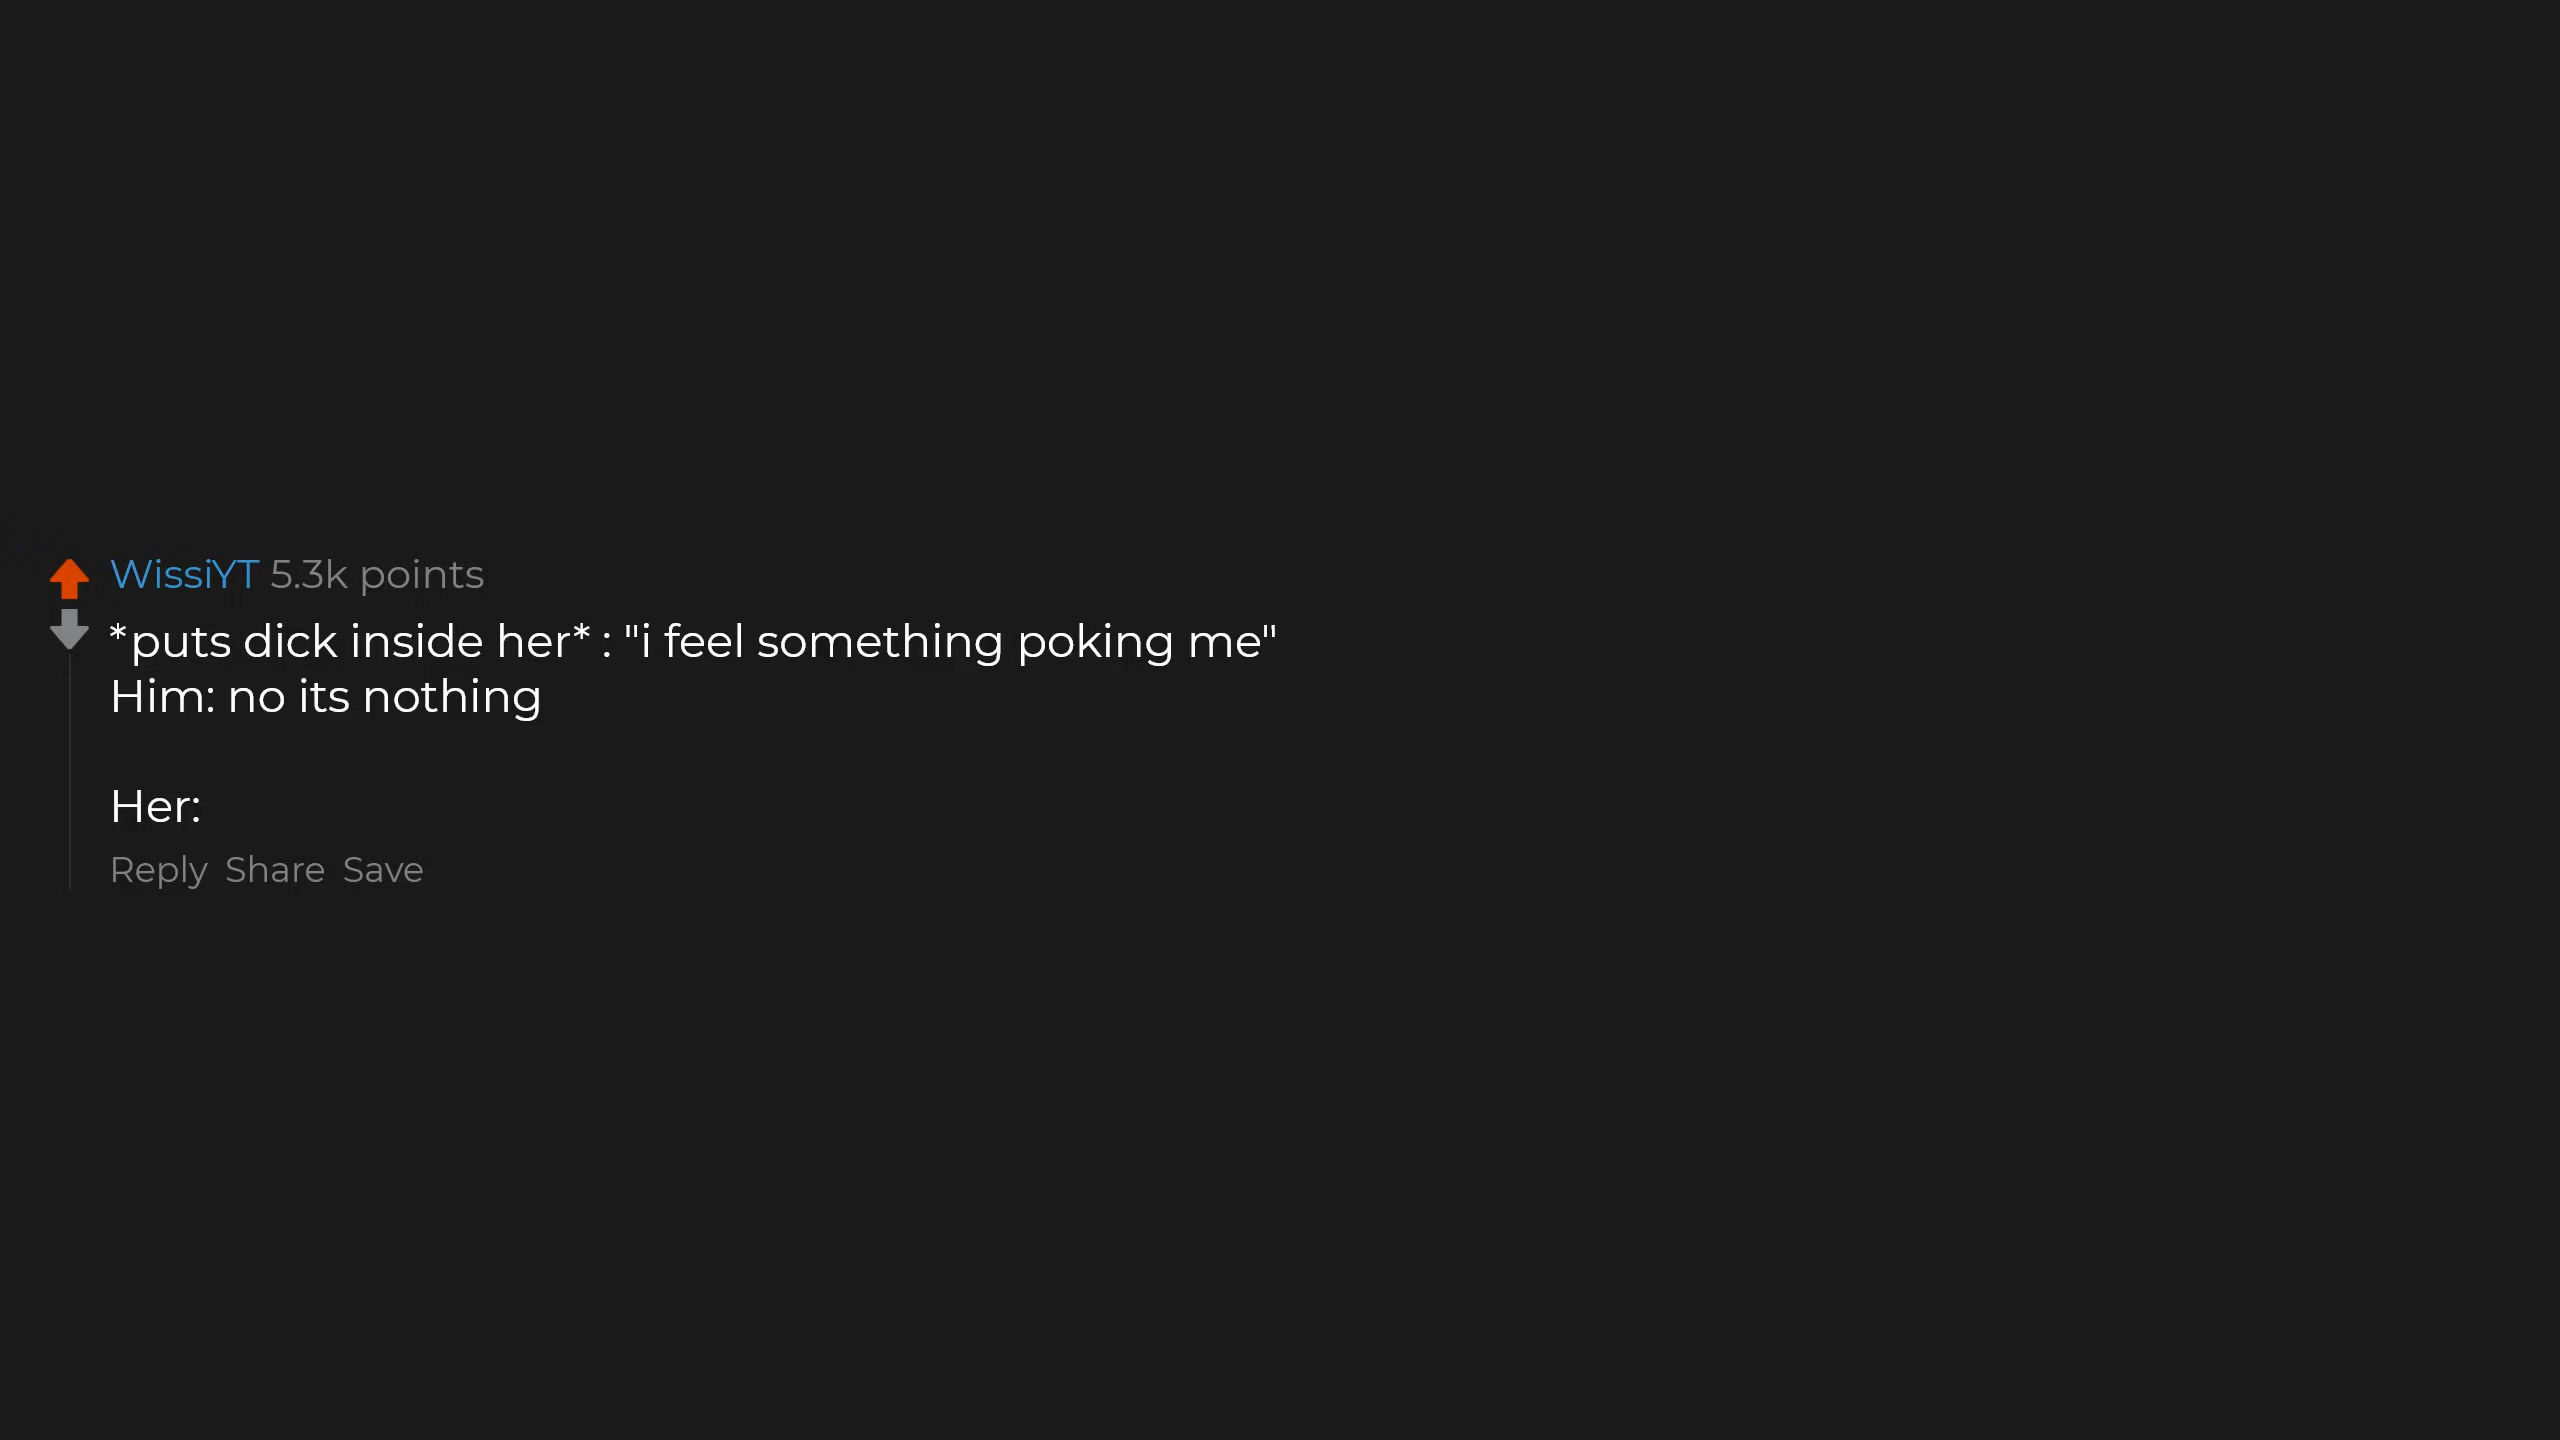 WissiYT 5.3k points
*puts dick inside her* : "i feel something poking me"
Him: no its nothing
Her:
Reply Share Save